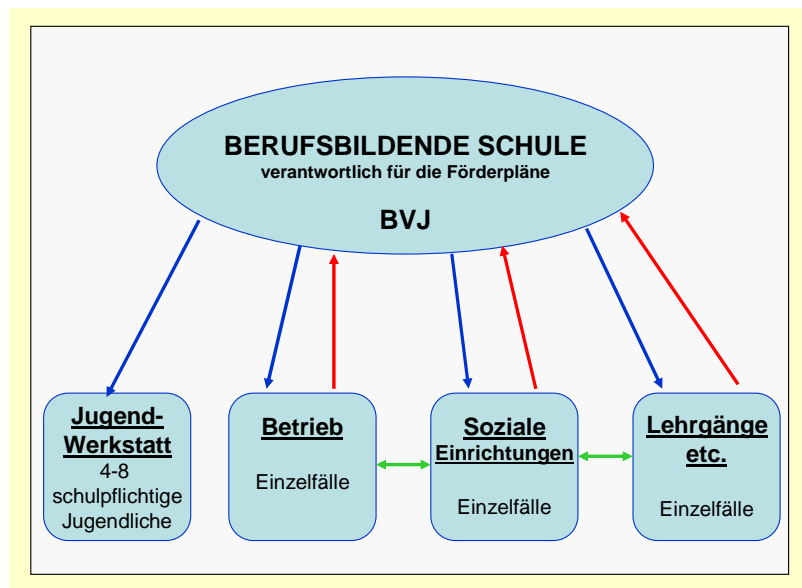 BERUFSBILDENDE SCHULE
verantwortlich für die Förderpläne
BVJ
Jugend-
Werkstatt
4-8
schulpflichtige
Jugendliche
Betrieb
Einzelfälle
Soziale
Einrichtungen
Einzelfälle
Lehrgänge
etc.
Einzelfälle